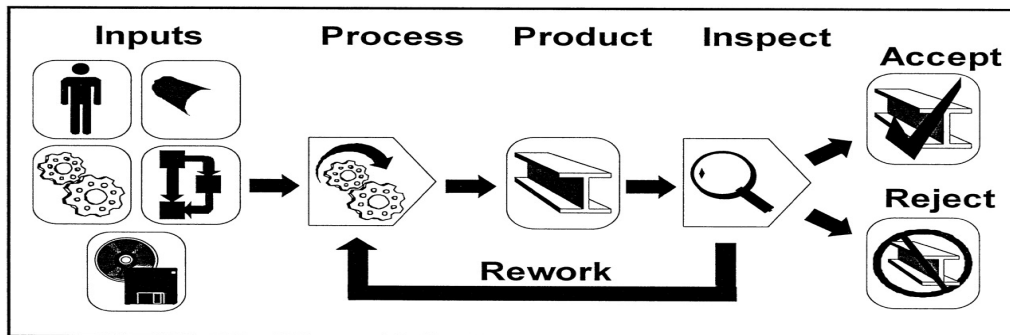 Inputs
Process
Product
Inspect
Accept
Reject
Rework